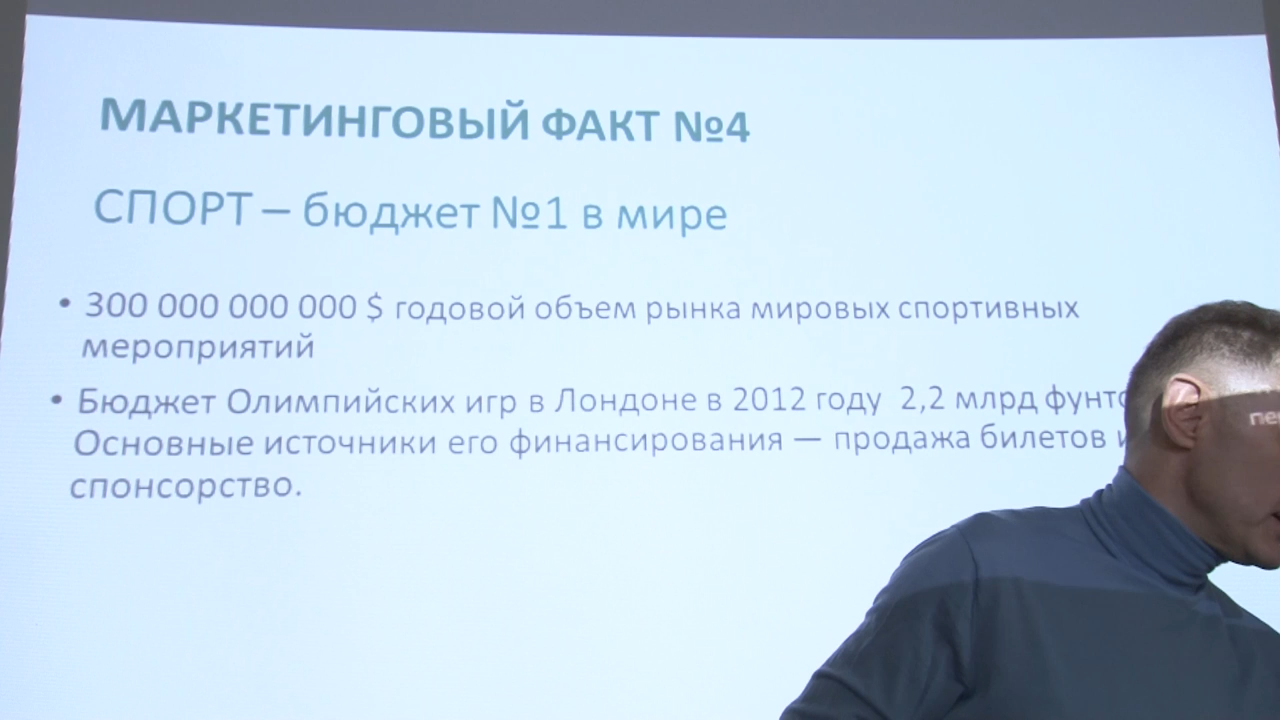 МАРКЕТИНГОВЫЙ ФАКТ №4
СПОРТ – бюджет №1 в мире
• 300 000 000 000 $ годовой объем рынка мировых спортивных
мероприятий
• Бюджет Олимпийских игр в Лондоне в 2012 году 2,2 млрд
Основные источники его финансирования — продажа билетов
спонсорство.